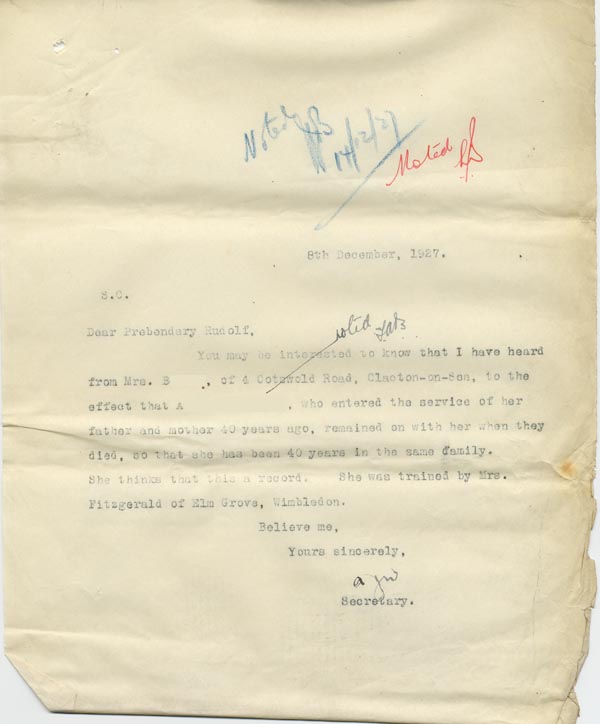 Noted
14/12/27
Noted
8th December, 1927.
S.C.
Dear Prebendary Rudolf,
noted
You may be interested to know that I have heard
from Mrs. B ., of 4 Cotswold Road, Clacton-on-Sea, to the
effect that A , who entered the service of her
father and mother 40 years ago, remained on with her when they
died, so that she has been 40 years in the same family.
She thinks that this a record. She was trained by Mrs.
Fitzgerald of Elm Grove, Wimbledon.
Believe me,
Yours sincerely,
Secretary.